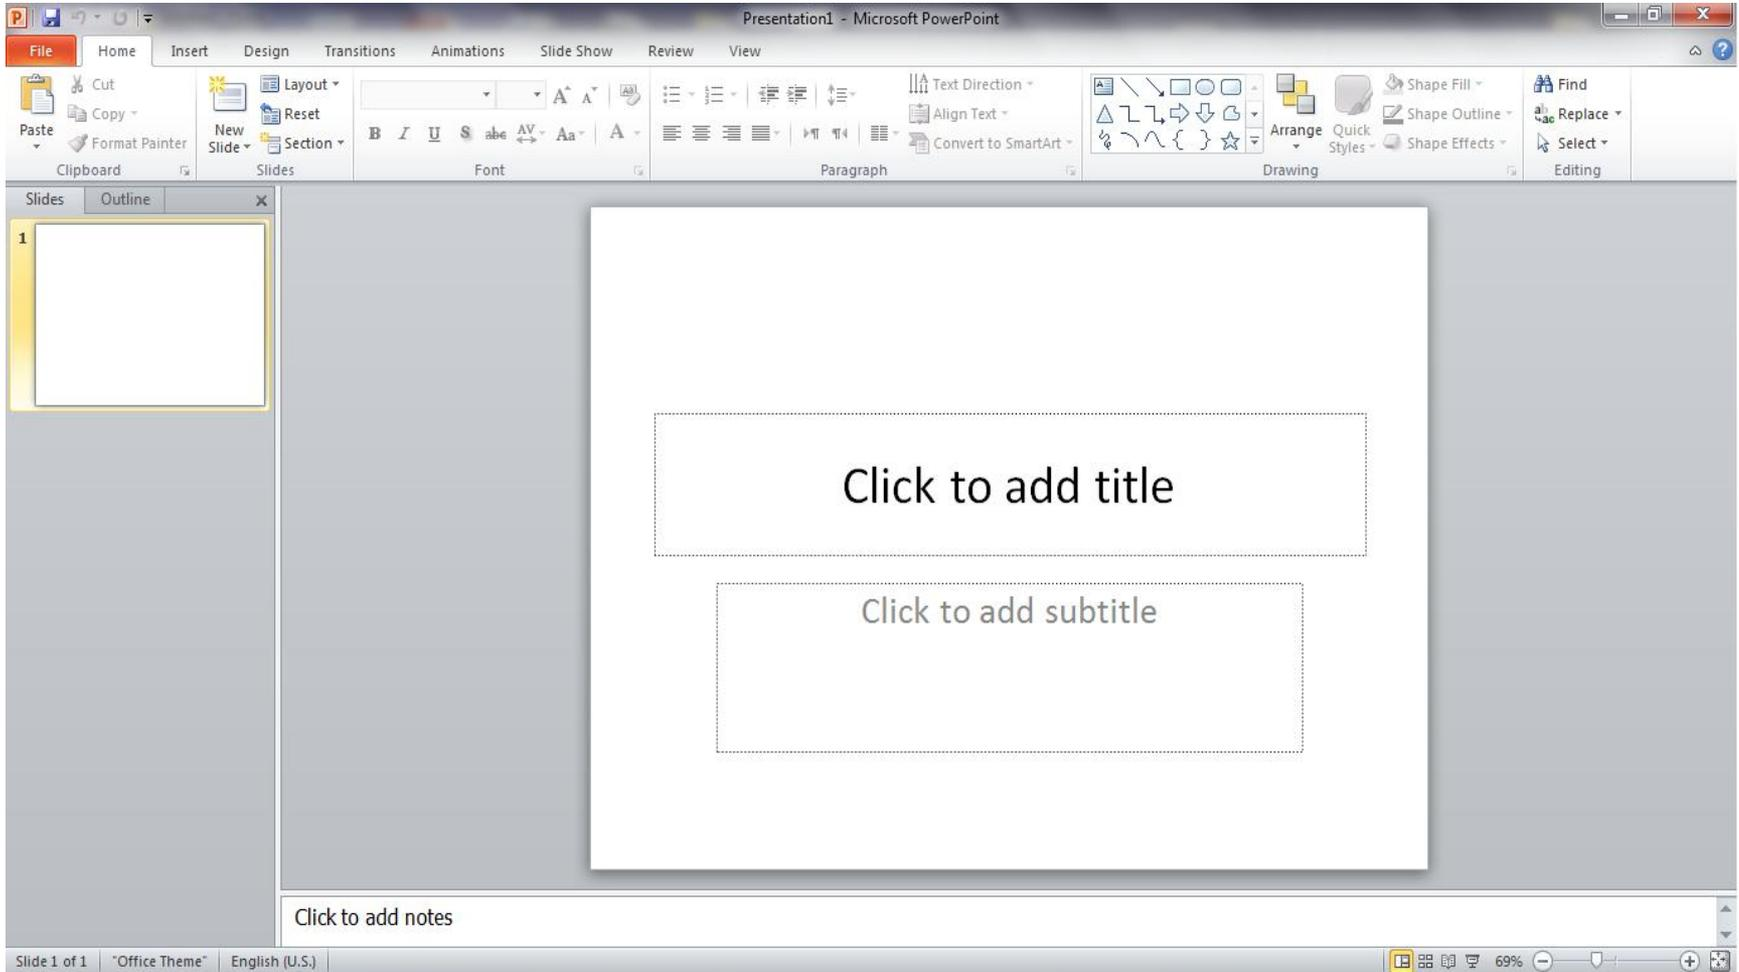 Presentation1 - Microsoft PowerPoint
File Home Insert Design Transitions Animations Slide Show Review View
Cut Layout Text Direction Shape Fill Find
Copy Reset Align Text Shape Outline Replace
Paste Format Painter New Slide Section B I U S abc AV Aa A Convert to SmartArt Arrange Quick Styles Shape Effects Select
Clipboard Slides Font Paragraph Drawing Editing
Slides Outline
1
Click to add title
Click to add subtitle
Click to add notes
Slide 1 of 1 "Office Theme" English (U.S.) 69%